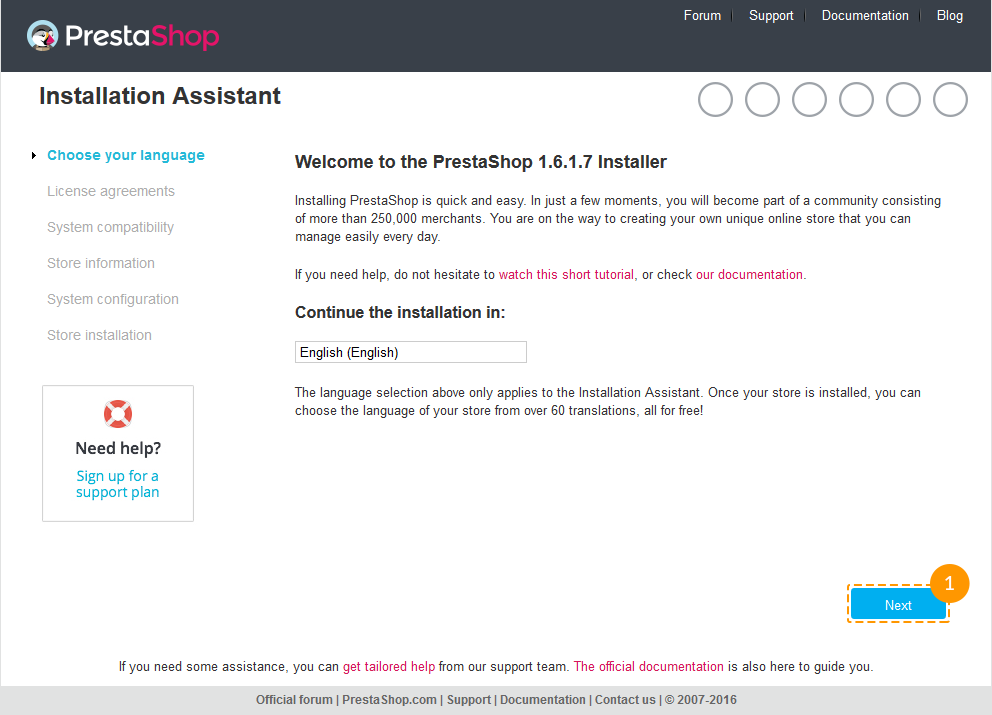 Forum | Support | Documentation | Blog
PrestaShop
Installation Assistant
Choose your language
License agreements
System compatibility
Store information
System configuration
Store installation
Need help?
Sign up for a
support plan
Welcome to the PrestaShop 1.6.1.7 Installer
Installing PrestaShop is quick and easy. In just a few moments, you will become part of a community consisting
of more than 250,000 merchants. You are on the way to creating your own unique online store that you can
manage easily every day.
If you need help, do not hesitate to watch this short tutorial, or check our documentation.
Continue the installation in:
English (English)
The language selection above only applies to the Installation Assistant. Once your store is installed, you can
choose the language of your store from over 60 translations, all for free!
1
Next
If you need some assistance, you can get tailored help from our support team. The official documentation is also here to guide you.
Official forum | PrestaShop.com | Support | Documentation | Contact us | © 2007-2016